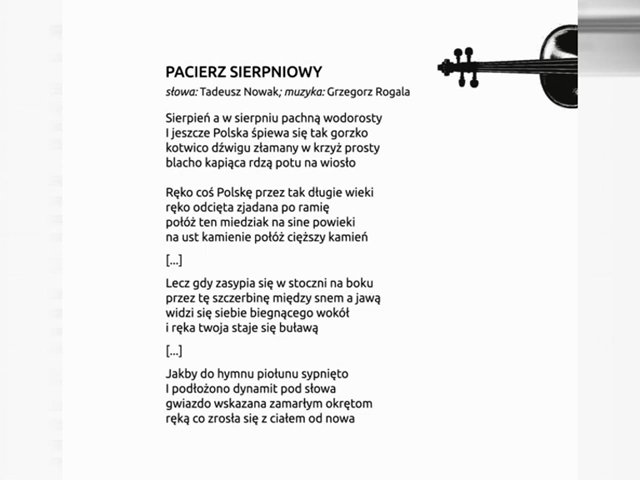 PACIERZ SIERPNIOWY
słowa: Tadeusz Nowak; muzyka: Grzegorz Rogala
Sierpień a w sierpniu pachną wodorosty
I jeszcze Polska śpiewa się tak gorzko
kotwico dźwigu złamany w krzyż prosty
blacho kapiąca rdzą potu na wiosło
Ręko coś Polskę przez tak długie wieki
ręko odcięta zjadana po ramię
połóż ten miedziak na sine powieki
na ust kamienie połóż cięższy kamień
[...]
Lecz gdy zasypia się w stoczni na boku
przez tę szczerbinę między snem a jawą
widzi się siebie biegnącego wokół
i ręka twoja staje się buławą
[...]
Jakby do hymnu piołunu sypnięto
I podłożono dynamit pod słowa
gwiazdo wskazana zamarłym okrętom
ręką co zrosła się z ciałem od nowa